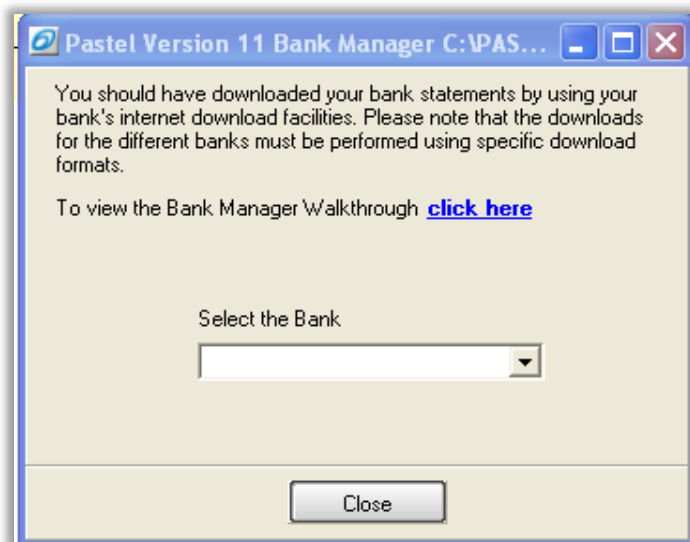 Pastel Version 11 Bank Manager C:\PAS...
You should have downloaded your bank statements by using your
bank's internet download facilities. Please note that the downloads
for the different banks must be performed using specific download
formats.
To view the Bank Manager Walkthrough click here
Select the Bank
Close